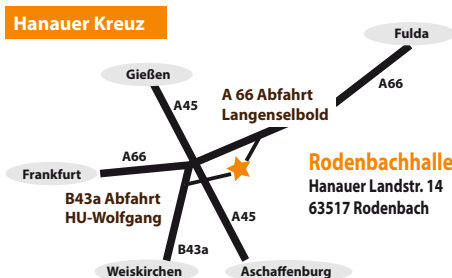 Hanauer Kreuz
Fulda
Gießen
A 66 Abfahrt
Langenselbold
A66
A45
A66
Frankfurt
Rodenbachhalle
Hanauer Landstr. 14
63517 Rodenbach
B43a Abfahrt
HU-Wolfgang
A45
B43a
Weiskirchen
Aschaffenburg